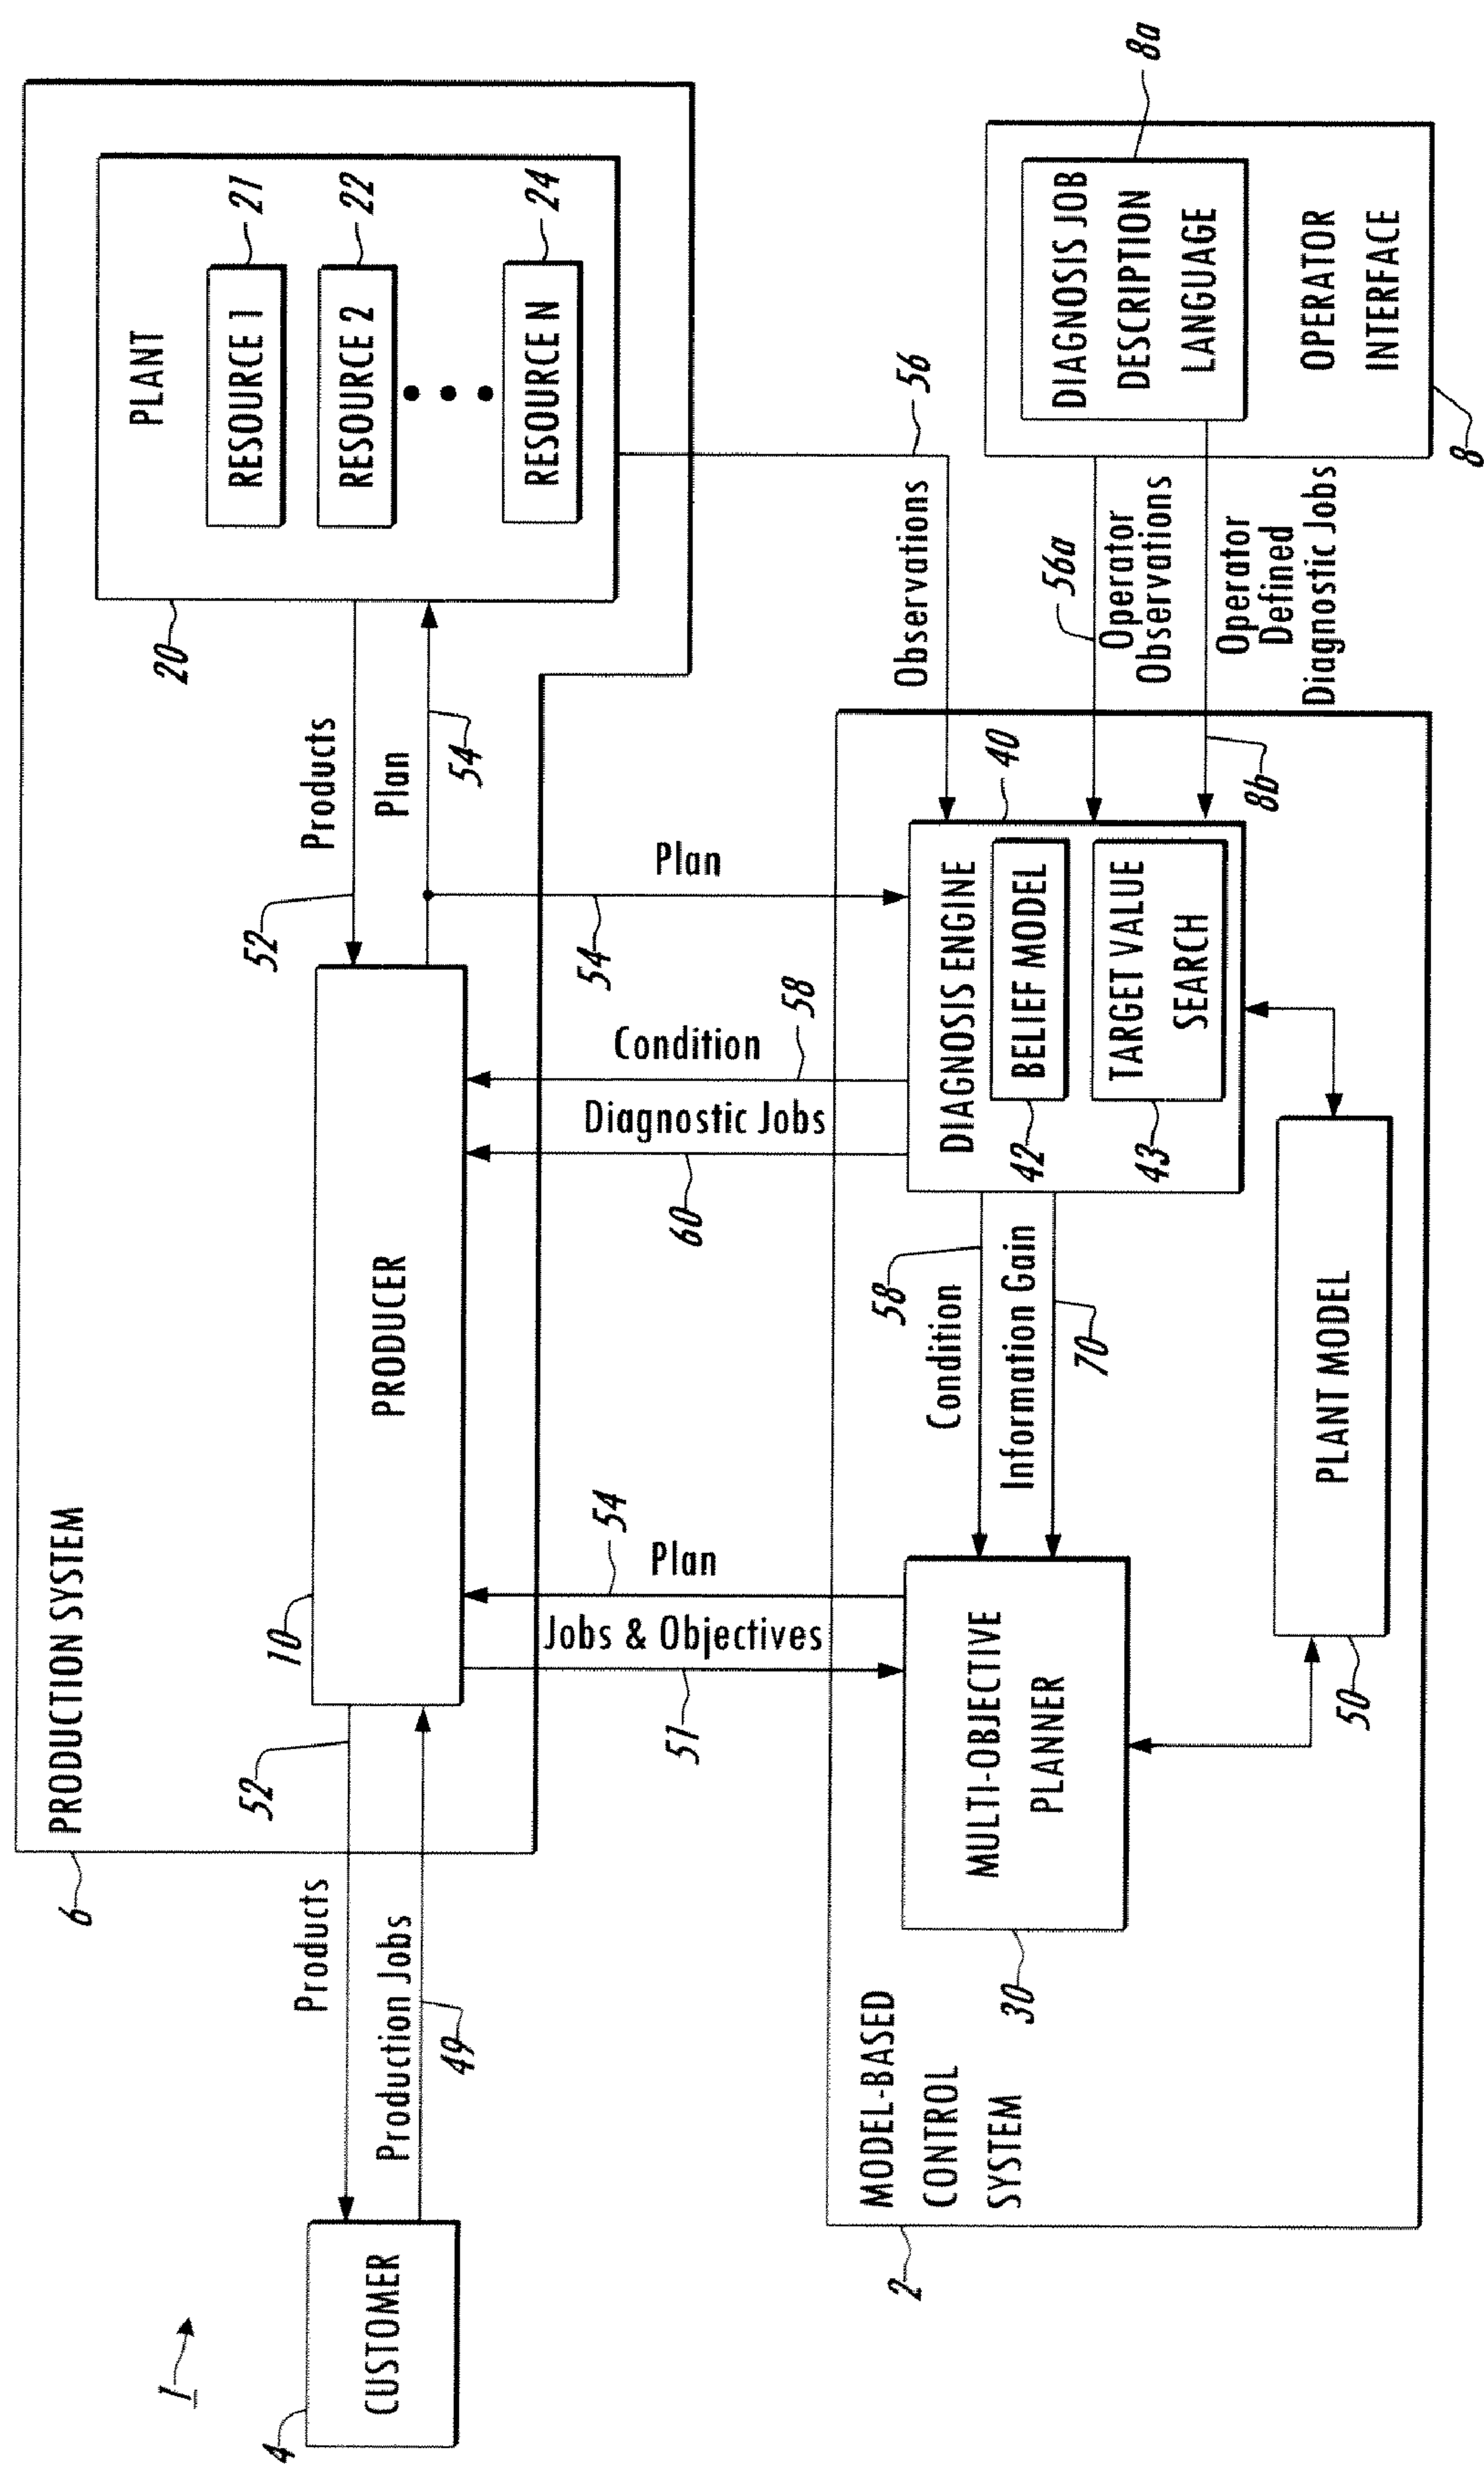 1
4
CUSTOMER
Products
Production Jobs
49
52
6
PRODUCTION SYSTEM
10
PRODUCER
52
Products
Plan
54
20
PLANT
RESOURCE 1
21
RESOURCE 2
22
RESOURCE N
24
Jobs & Objectives
51
Plan
54
Diagnostic Jobs
60
Condition
58
Plan
54
Observations
56
2
MODEL-BASED
CONTROL
SYSTEM
30
MULTI-OBJECTIVE
PLANNER
Condition
58
Information Gain
70
DIAGNOSIS ENGINE
40
BELIEF MODEL
42
TARGET VALUE
SEARCH
43
PLANT MODEL
50
56a
Operator
Observations
8b
Operator
Defined
Diagnostic Jobs
DIAGNOSIS JOB
DESCRIPTION
LANGUAGE
8a
OPERATOR
INTERFACE
8